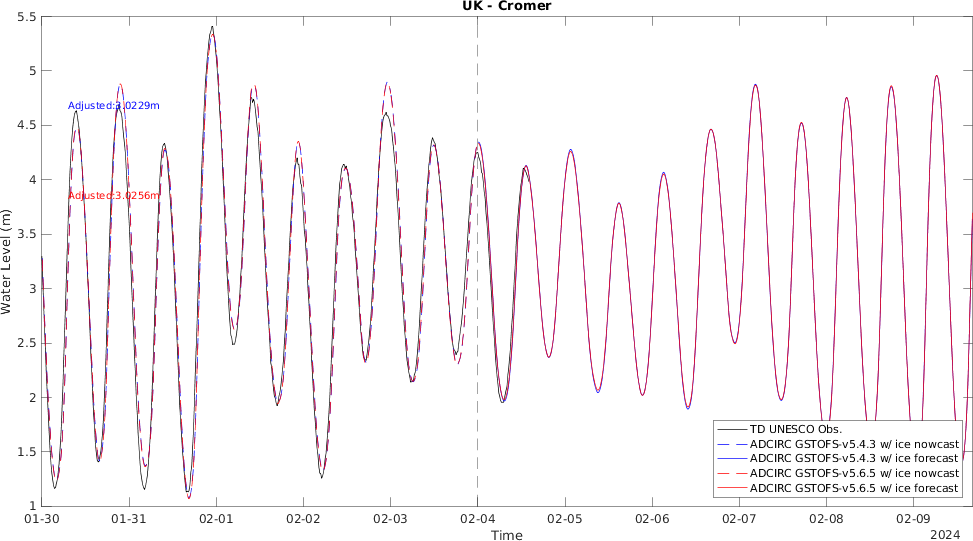 UK - Cromer
5.5
5
4.5
4
3.5
3
2.5
2
1.5
1
Water Level (m)
Adjusted:3.0229m
Adjusted:3.0256m
TD UNESCO Obs.
ADCIRC GSTOFS-v5.4.3 w/ ice nowcast
ADCIRC GSTOFS-v5.4.3 w/ ice forecast
ADCIRC GSTOFS-v5.6.5 w/ ice nowcast
ADCIRC GSTOFS-v5.6.5 w/ ice forecast
01-30 01-31 02-01 02-02 02-03 02-04 02-05 02-06 02-07 02-08 02-09
Time
2024